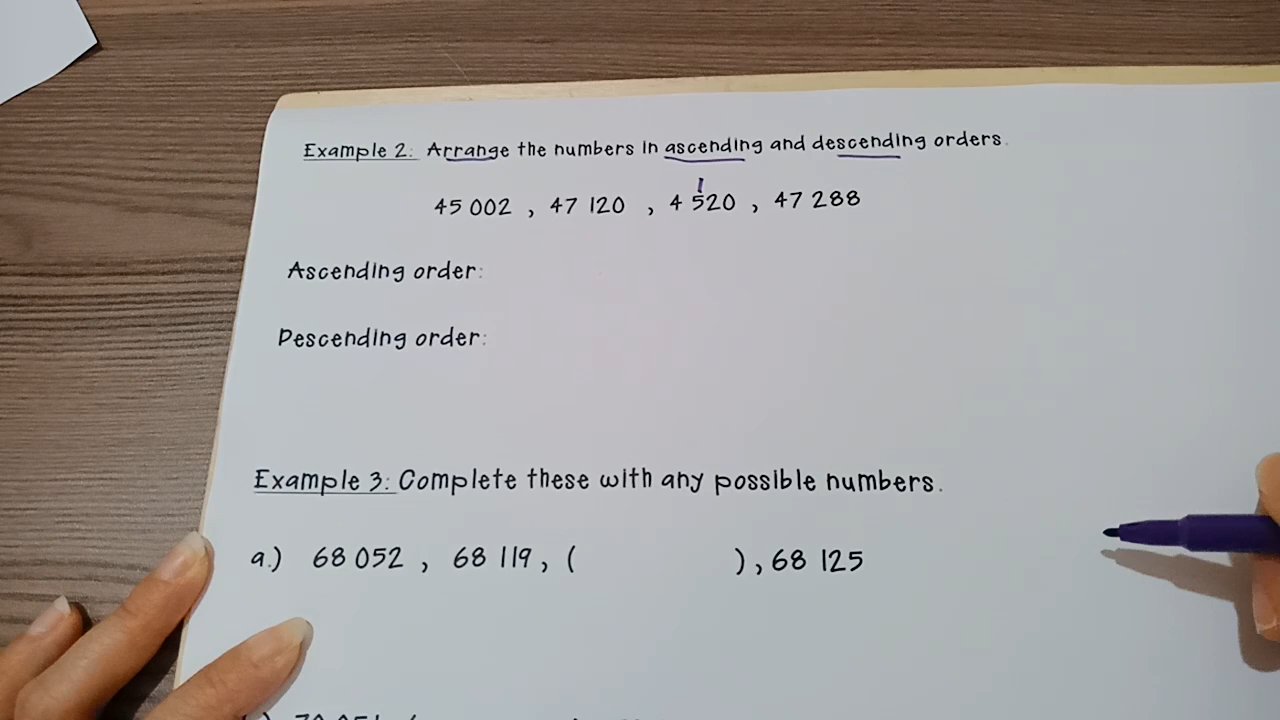 Example 2: Arrange the numbers in ascending and descending orders.
45 002 , 47 120 , 4 520 , 47 288
Ascending order:
Descending order:
Example 3: Complete these with any possible numbers.
a.) 68 052 , 68 119, ( ) , 68 125